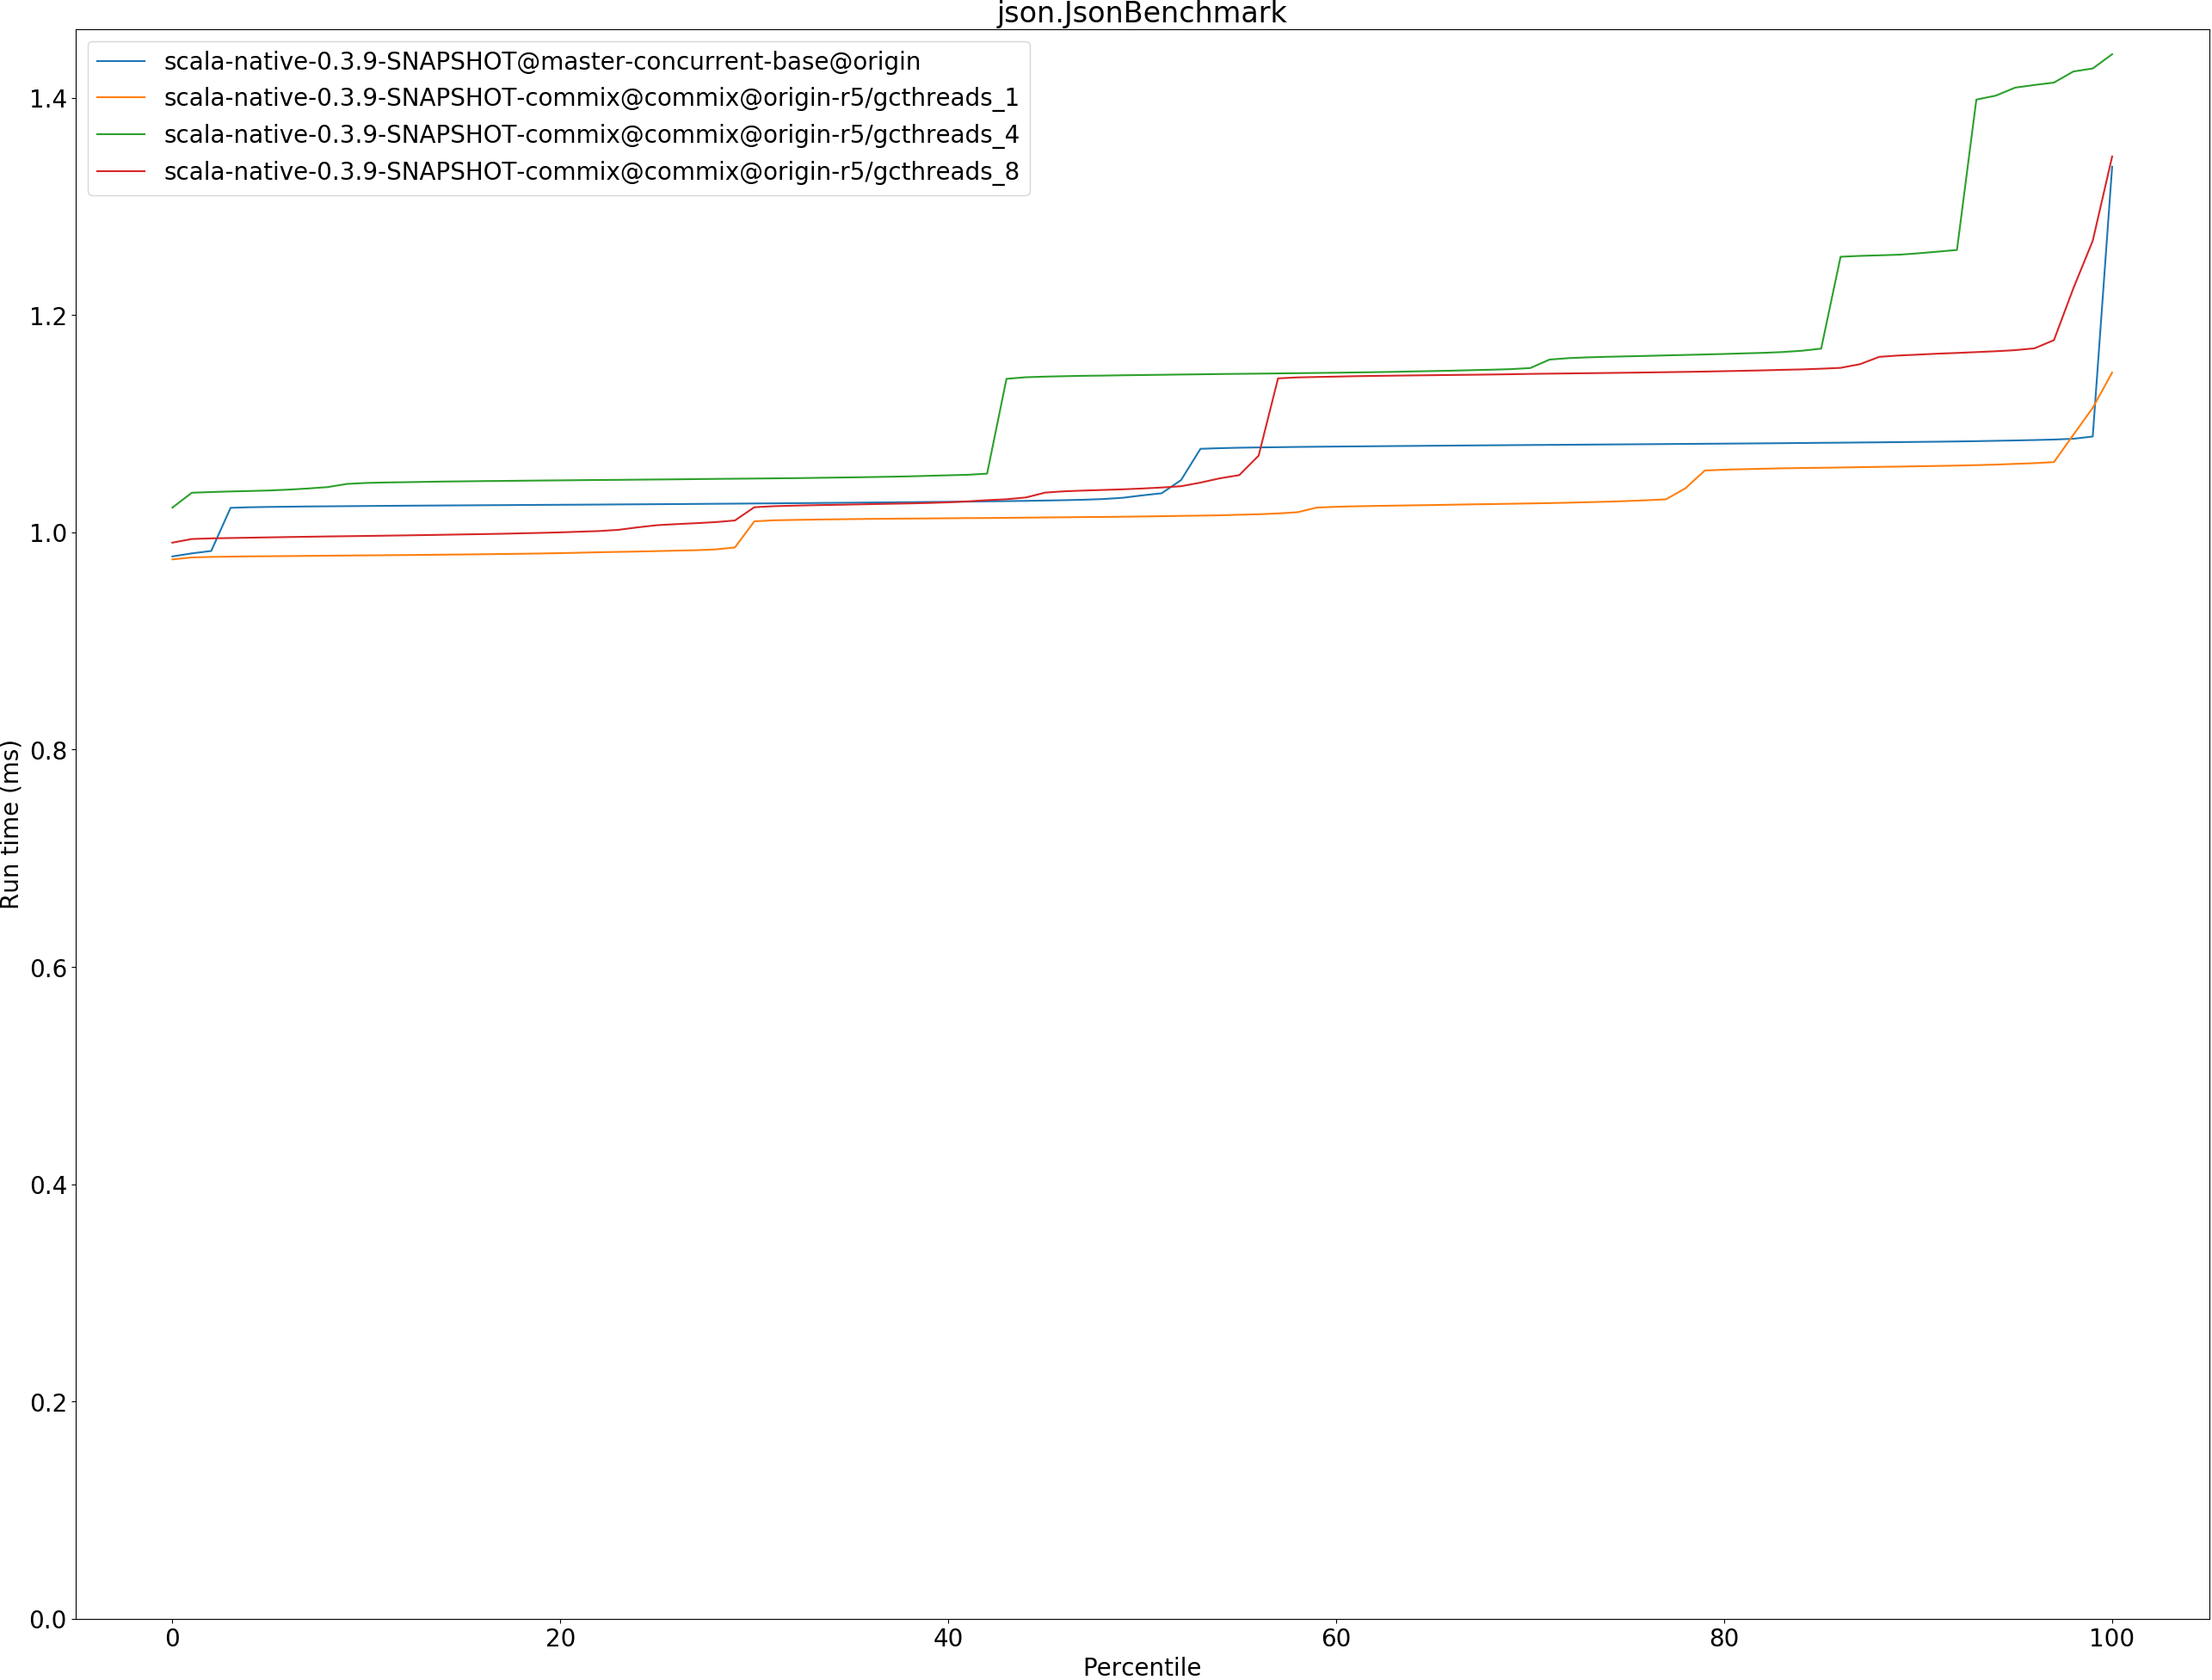 json.JsonBenchmark
scala-native-0.3.9-SNAPSHOT@master-concurrent-base@origin
scala-native-0.3.9-SNAPSHOT-commix@commix@origin-r5/gcthreads_1
scala-native-0.3.9-SNAPSHOT-commix@commix@origin-r5/gcthreads_4
scala-native-0.3.9-SNAPSHOT-commix@commix@origin-r5/gcthreads_8
1.4
1.2
1.0
0.8
0.6
0.4
0.2
0.0
Run time (ms)
0 20 40 60 80 100
Percentile